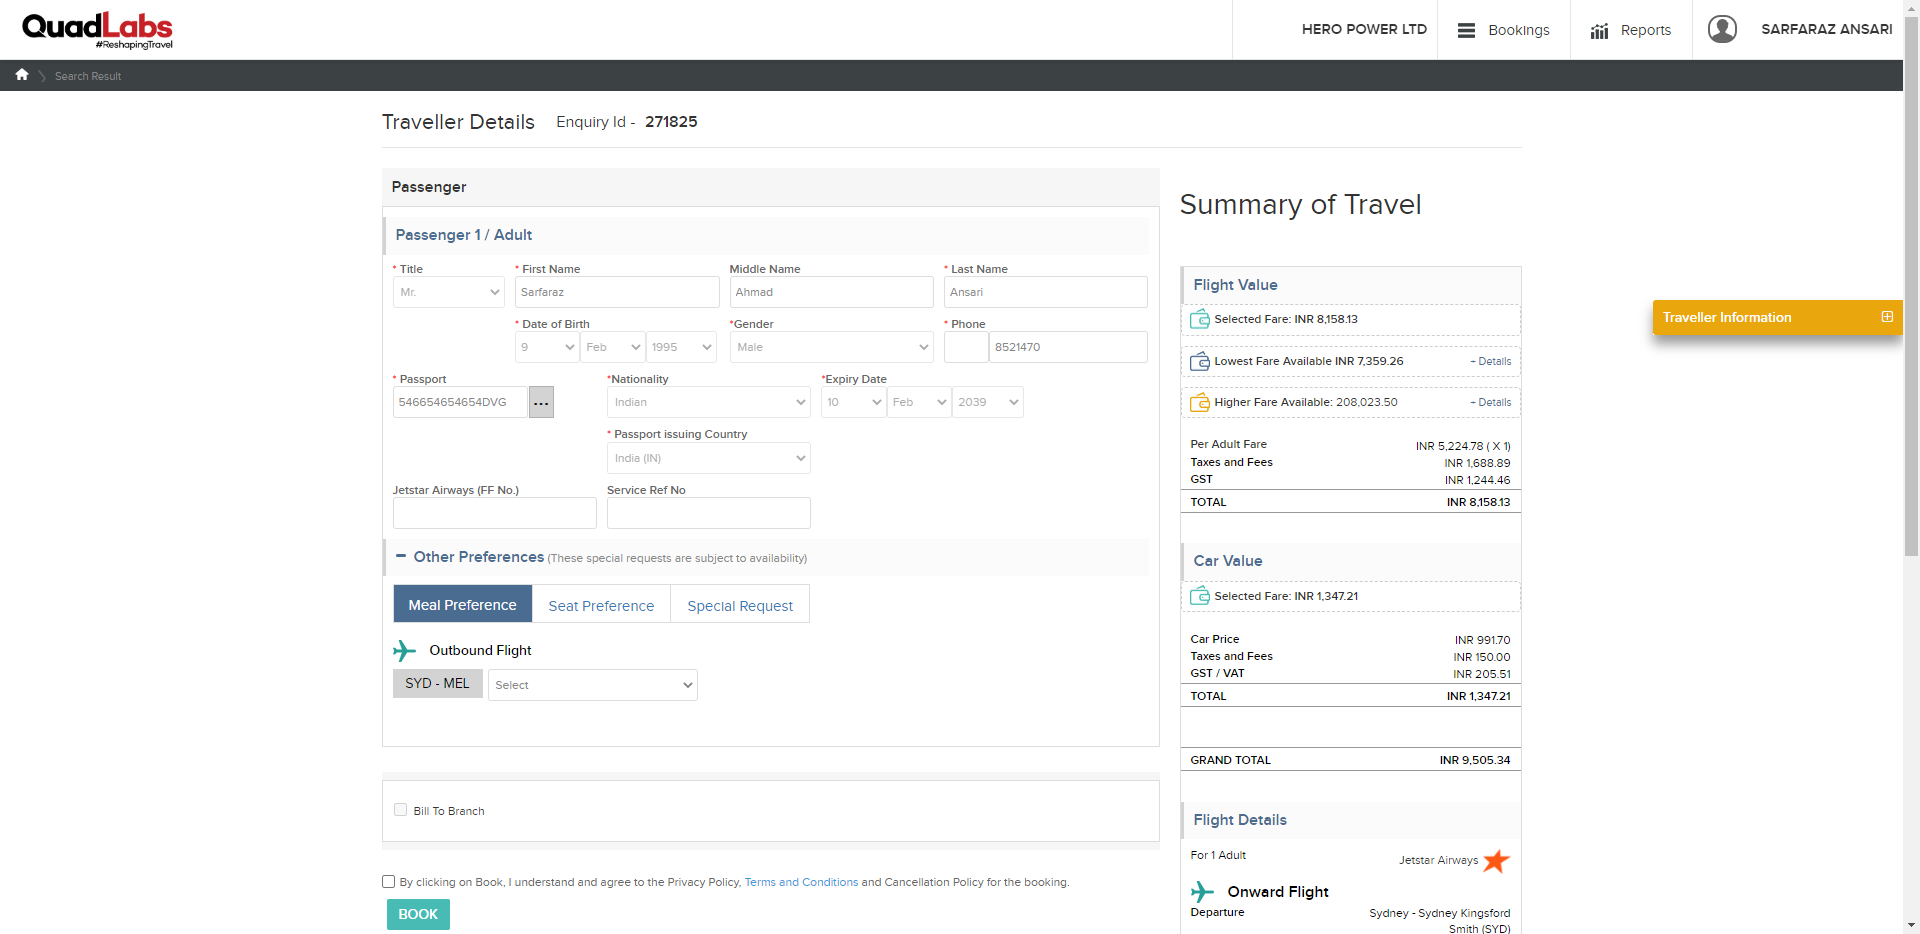 QuadLabs
#ReshapingTravel
HERO POWER LTD
Bookings
Reports
SARFARAZ ANSARI
Search Result
Traveller Details Enquiry Id - 271825
Passenger
Passenger 1 / Adult
* Title * First Name Middle Name * Last Name
Mr. Sarfaraz Ahmad Ansari
* Date of Birth *Gender * Phone
9 Feb 1995 Male 8521470
* Passport *Nationality *Expiry Date
546654654654DVG ... Indian 10 Feb 2039
* Passport issuing Country
India (IN)
Jetstar Airways (FF No.) Service Ref No
Other Preferences (These special requests are subject to availability)
Meal Preference Seat Preference Special Request
Outbound Flight
SYD - MEL Select
Bill To Branch
By clicking on Book, I understand and agree to the Privacy Policy, Terms and Conditions and Cancellation Policy for the booking.
BOOK
Summary of Travel
Flight Value
Selected Fare: INR 8,158.13
Lowest Fare Available INR 7,359.26 + Details
Higher Fare Available: 208,023.50 + Details
Per Adult Fare INR 5,224.78 ( X 1)
Taxes and Fees INR 1,688.89
GST INR 1,244.46
TOTAL INR 8,158.13
Car Value
Selected Fare: INR 1,347.21
Car Price INR 991.70
Taxes and Fees INR 150.00
GST / VAT INR 205.51
TOTAL INR 1,347.21
GRAND TOTAL INR 9,505.34
Flight Details
For 1 Adult Jetstar Airways
Onward Flight
Departure Sydney - Sydney Kingsford
Smith (SYD)
Traveller Information